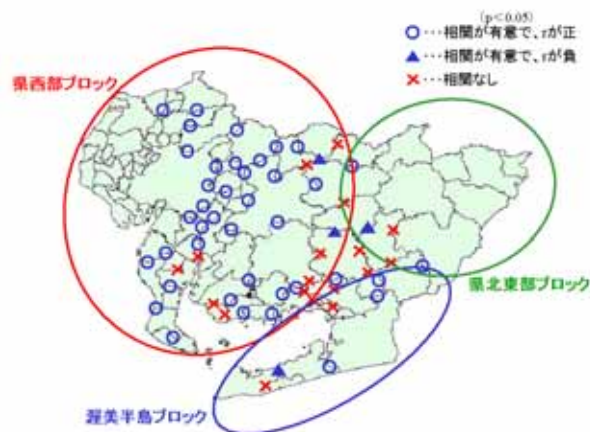 (p<0.05)
○…相関が有意で、rが正
▲…相関が有意で、rが負
×…相関なし
県西部ブロック
県北東部ブロック
渥美半島ブロック